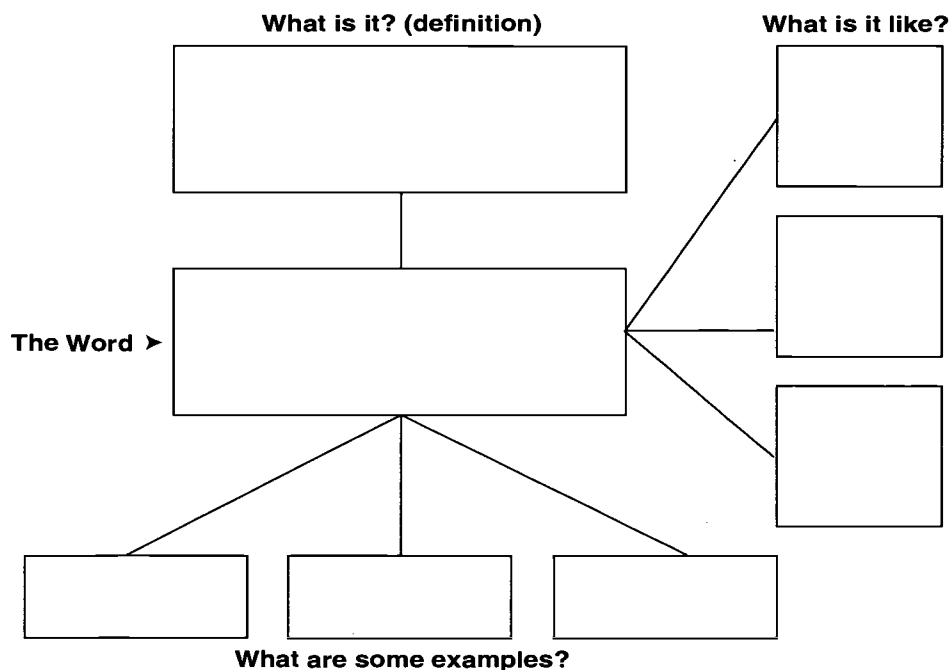 What is it? (definition)
What is it like?
The Word ➤
What are some examples?